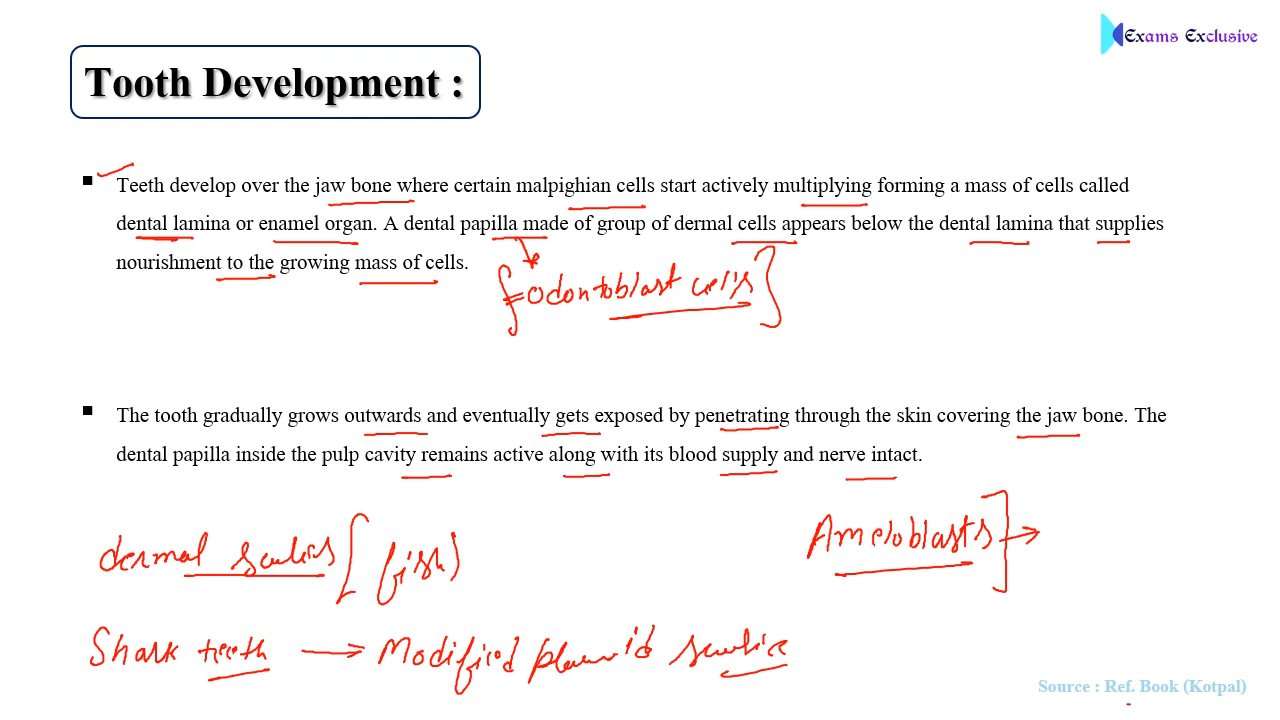 Exams Exclusive
Tooth Development :
Teeth develop over the jaw bone where certain malpighian cells start actively multiplying forming a mass of cells called
dental lamina or enamel organ. A dental papilla made of group of dermal cells appears below the dental lamina that supplies
nourishment to the growing mass of cells.
odontoblast cells
The tooth gradually grows outwards and eventually gets exposed by penetrating through the skin covering the jaw bone. The
dental papilla inside the pulp cavity remains active along with its blood supply and nerve intact.
Ameloblasts
dermal (fish)
Shark teeth → Modified
Source : Ref. Book (Kotpal)